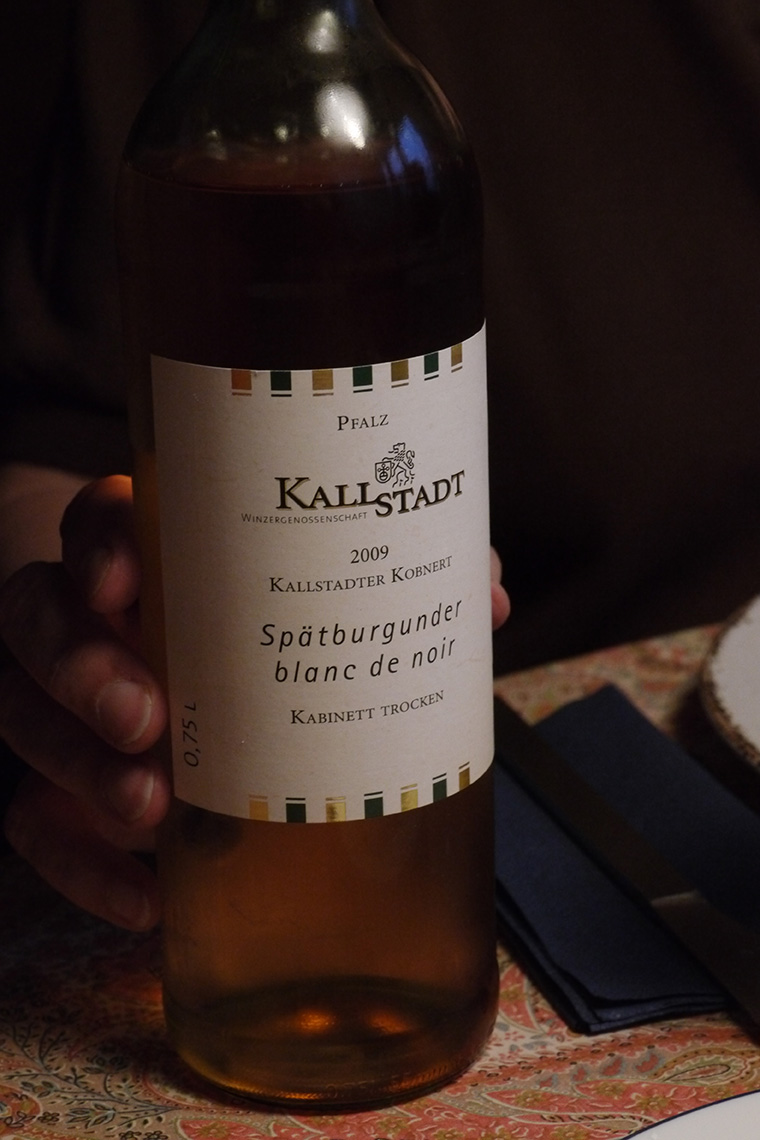 Pfalz
Kallstadt
Winzergenossenschaft
2009
Kallstadter Kobnert
Spätburgunder
blanc de noir
Kabinett trocken
0,75 L